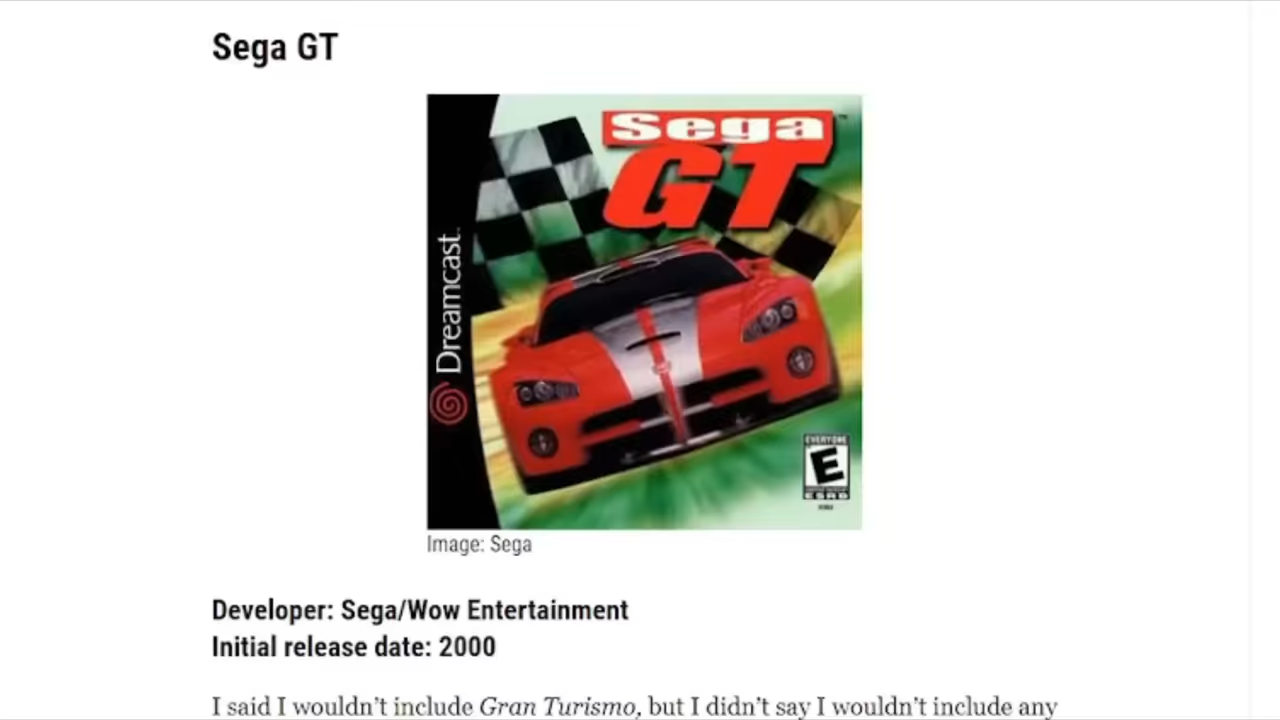 Sega GT
Sega
GT
Dreamcast
EVERYONE
E
ESRB
Image: Sega
Developer: Sega/Wow Entertainment
Initial release date: 2000
I said I wouldn’t include Gran Turismo, but I didn’t say I wouldn’t include any